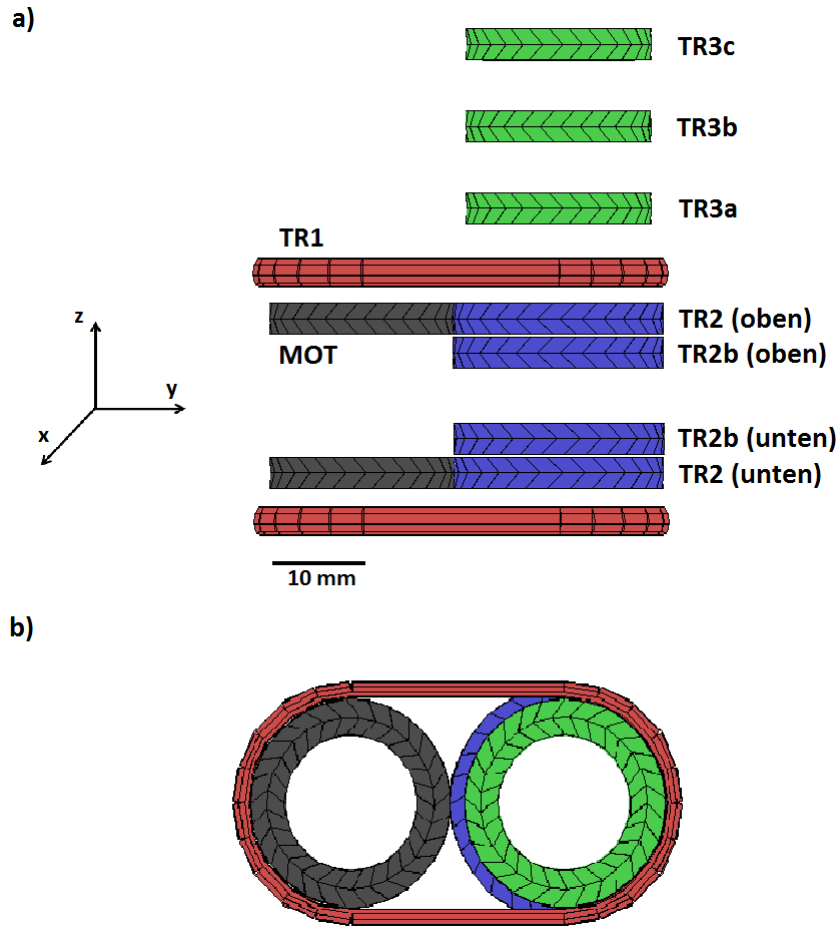 a)
TR3c
TR3b
TR3a
TR1
TR2 (oben)
MOT
TR2b (oben)
z
y
x
TR2b (unten)
TR2 (unten)
10 mm
b)